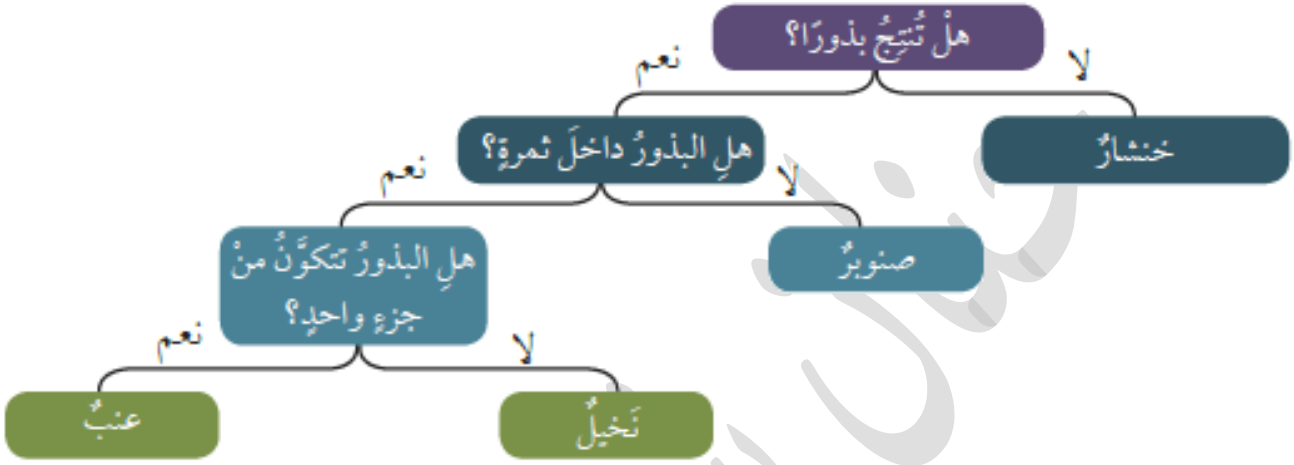 هلْ تُنتِجُ بذورًا؟
لا
نعم
خنشارٌ
هلِ البذورُ داخلَ ثمرةٍ؟
لا
نعم
صنوبرٌ
هلِ البذورُ تتكوَّنُ منْ
جزءٍ واحدٍ؟
لا
نعم
نَخيلٌ
عنبٌ